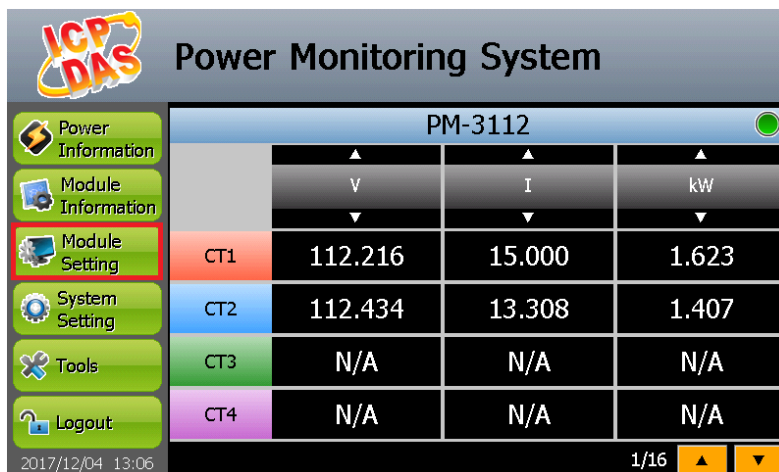 ICP
DAS
Power Monitoring System
Power
Information
Module
Information
Module
Setting
System
Setting
Tools
Logout
2017/12/04 13:06
PM-3112
V I kW
CT1 112.216 15.000 1.623
CT2 112.434 13.308 1.407
CT3 N/A N/A N/A
CT4 N/A N/A N/A
1/16